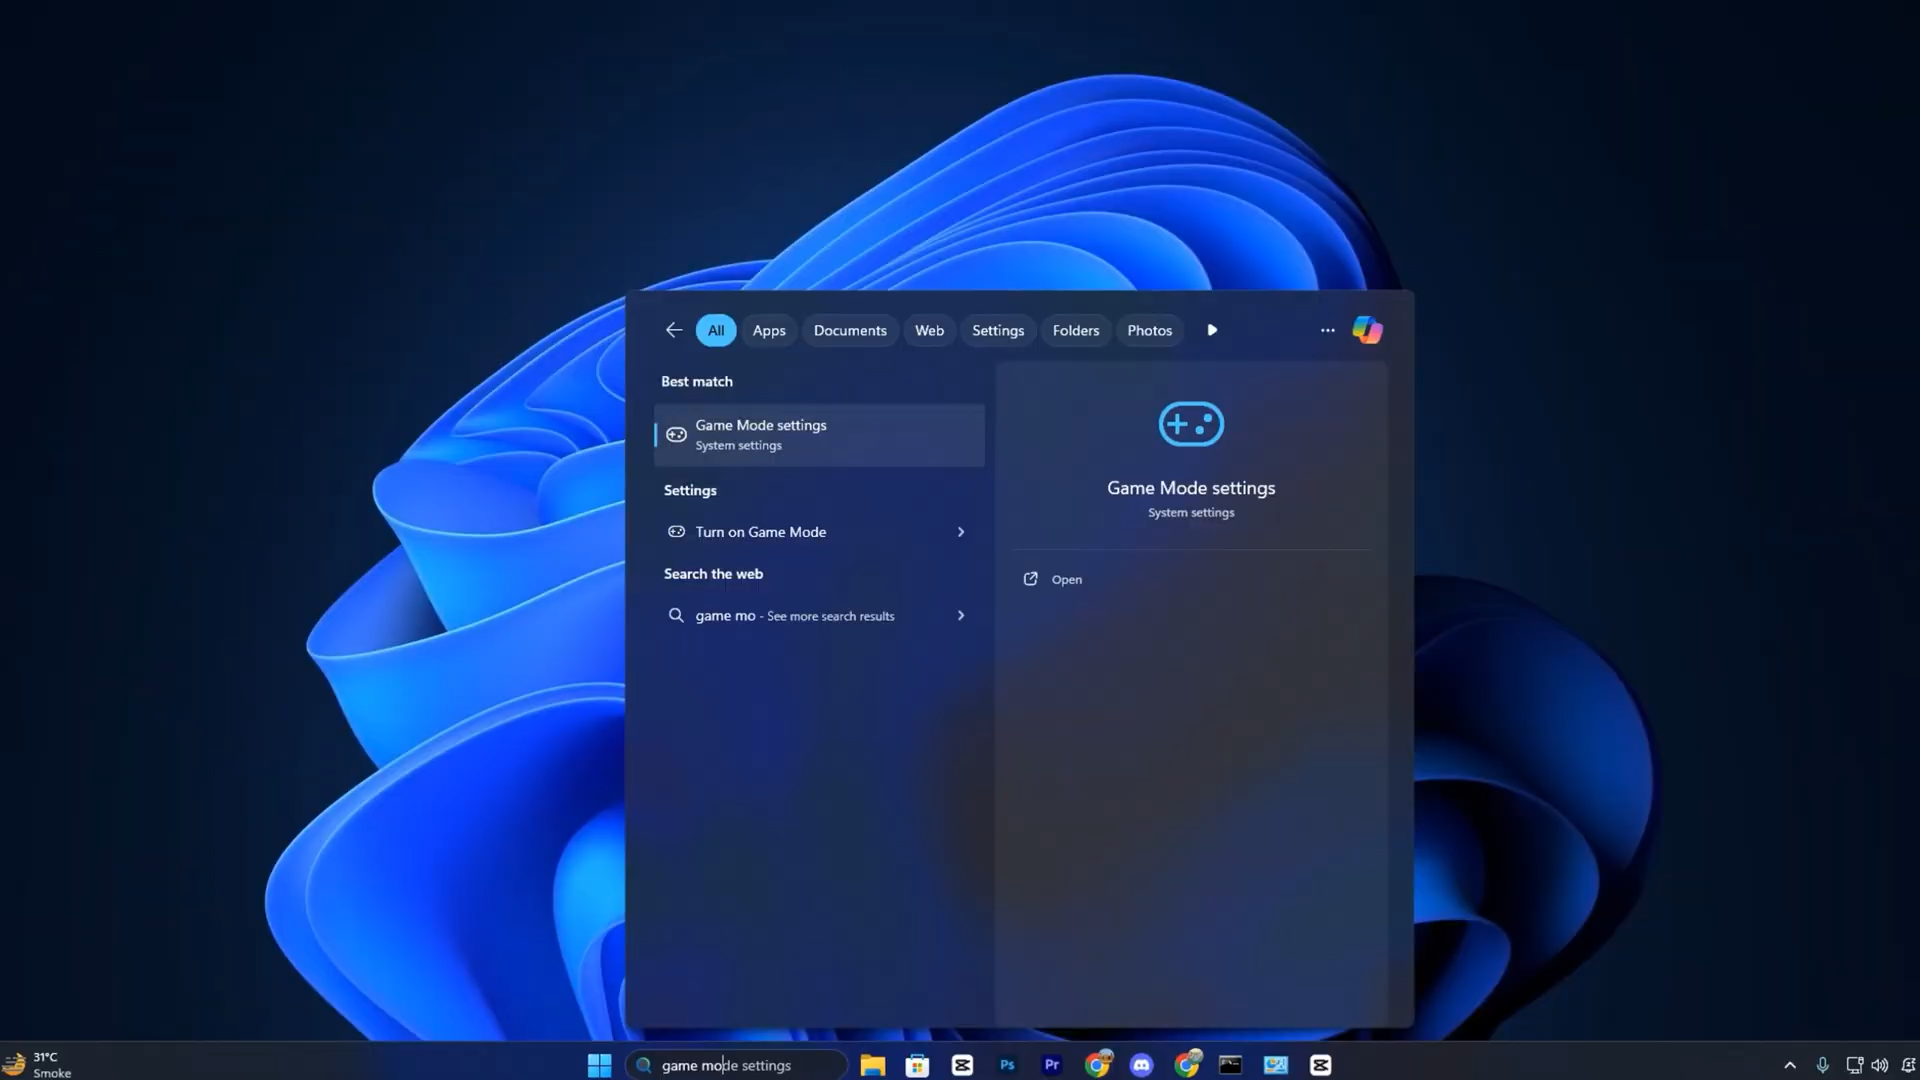 All
Apps
Documents
Web
Settings
Folders
Photos
Best match
Game Mode settings
System settings
Settings
Turn on Game Mode
Search the web
game mo - See more search results
Game Mode settings
System settings
Open
31°C
Smoke
game mode settings
Ps
Pr